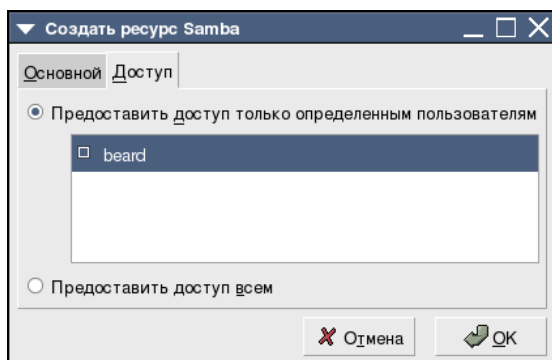 Создать ресурс Samba
Основной Доступ
Предоставить доступ только определенным пользователям
beard
Предоставить доступ всем
Отмена OK